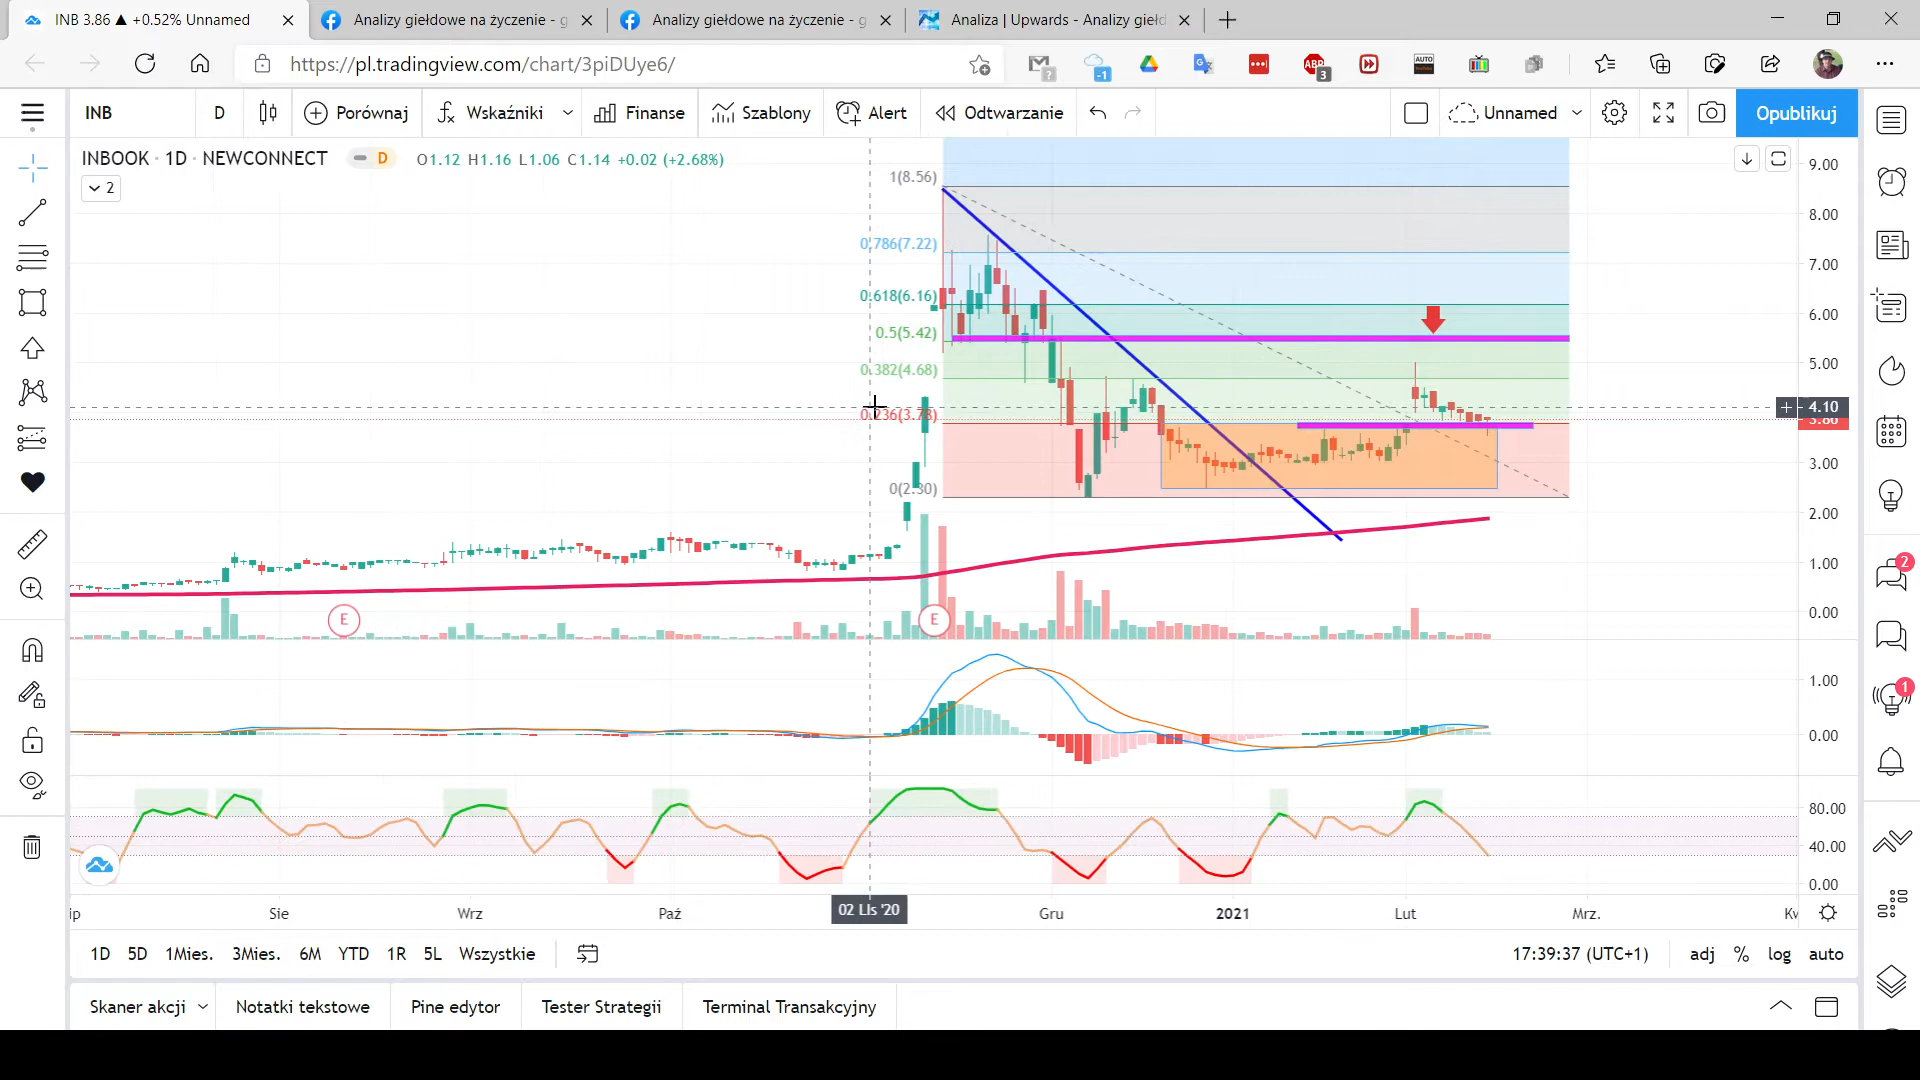 INB 3.86 ▲ +0.52% Unnamed
Analizy giełdowe na życzenie - g
Analizy giełdowe na życzenie - g
Analiza | Upwards - Analizy giełd
https://pl.tradingview.com/chart/3piDUye6/
INB D Porównaj Wskaźniki Finanse Szablony Alert Odtwarzanie Unnamed Opublikuj
INBOOK · 1D · NEWCONNECT D O1.12 H1.16 L1.06 C1.14 +0.02 (+2.68%)
2
1(8.56)
0.786(7.22)
0.618(6.16)
0.5(5.42)
0.382(4.68)
0.236(3.78)
0(2.30)
9.00
8.00
7.00
6.00
5.00
4.10
3.86
3.00
2.00
1.00
0.00
E E
1.00
0.00
80.00
40.00
0.00
Sie Wrz Paź 02 Lis '20 Gru 2021 Lut Mrz.
1D 5D 1Mies. 3Mies. 6M YTD 1R 5L Wszystkie 17:39:37 (UTC+1) adj % log auto
Skaner akcji Notatki tekstowe Pine edytor Tester Strategii Terminal Transakcyjny